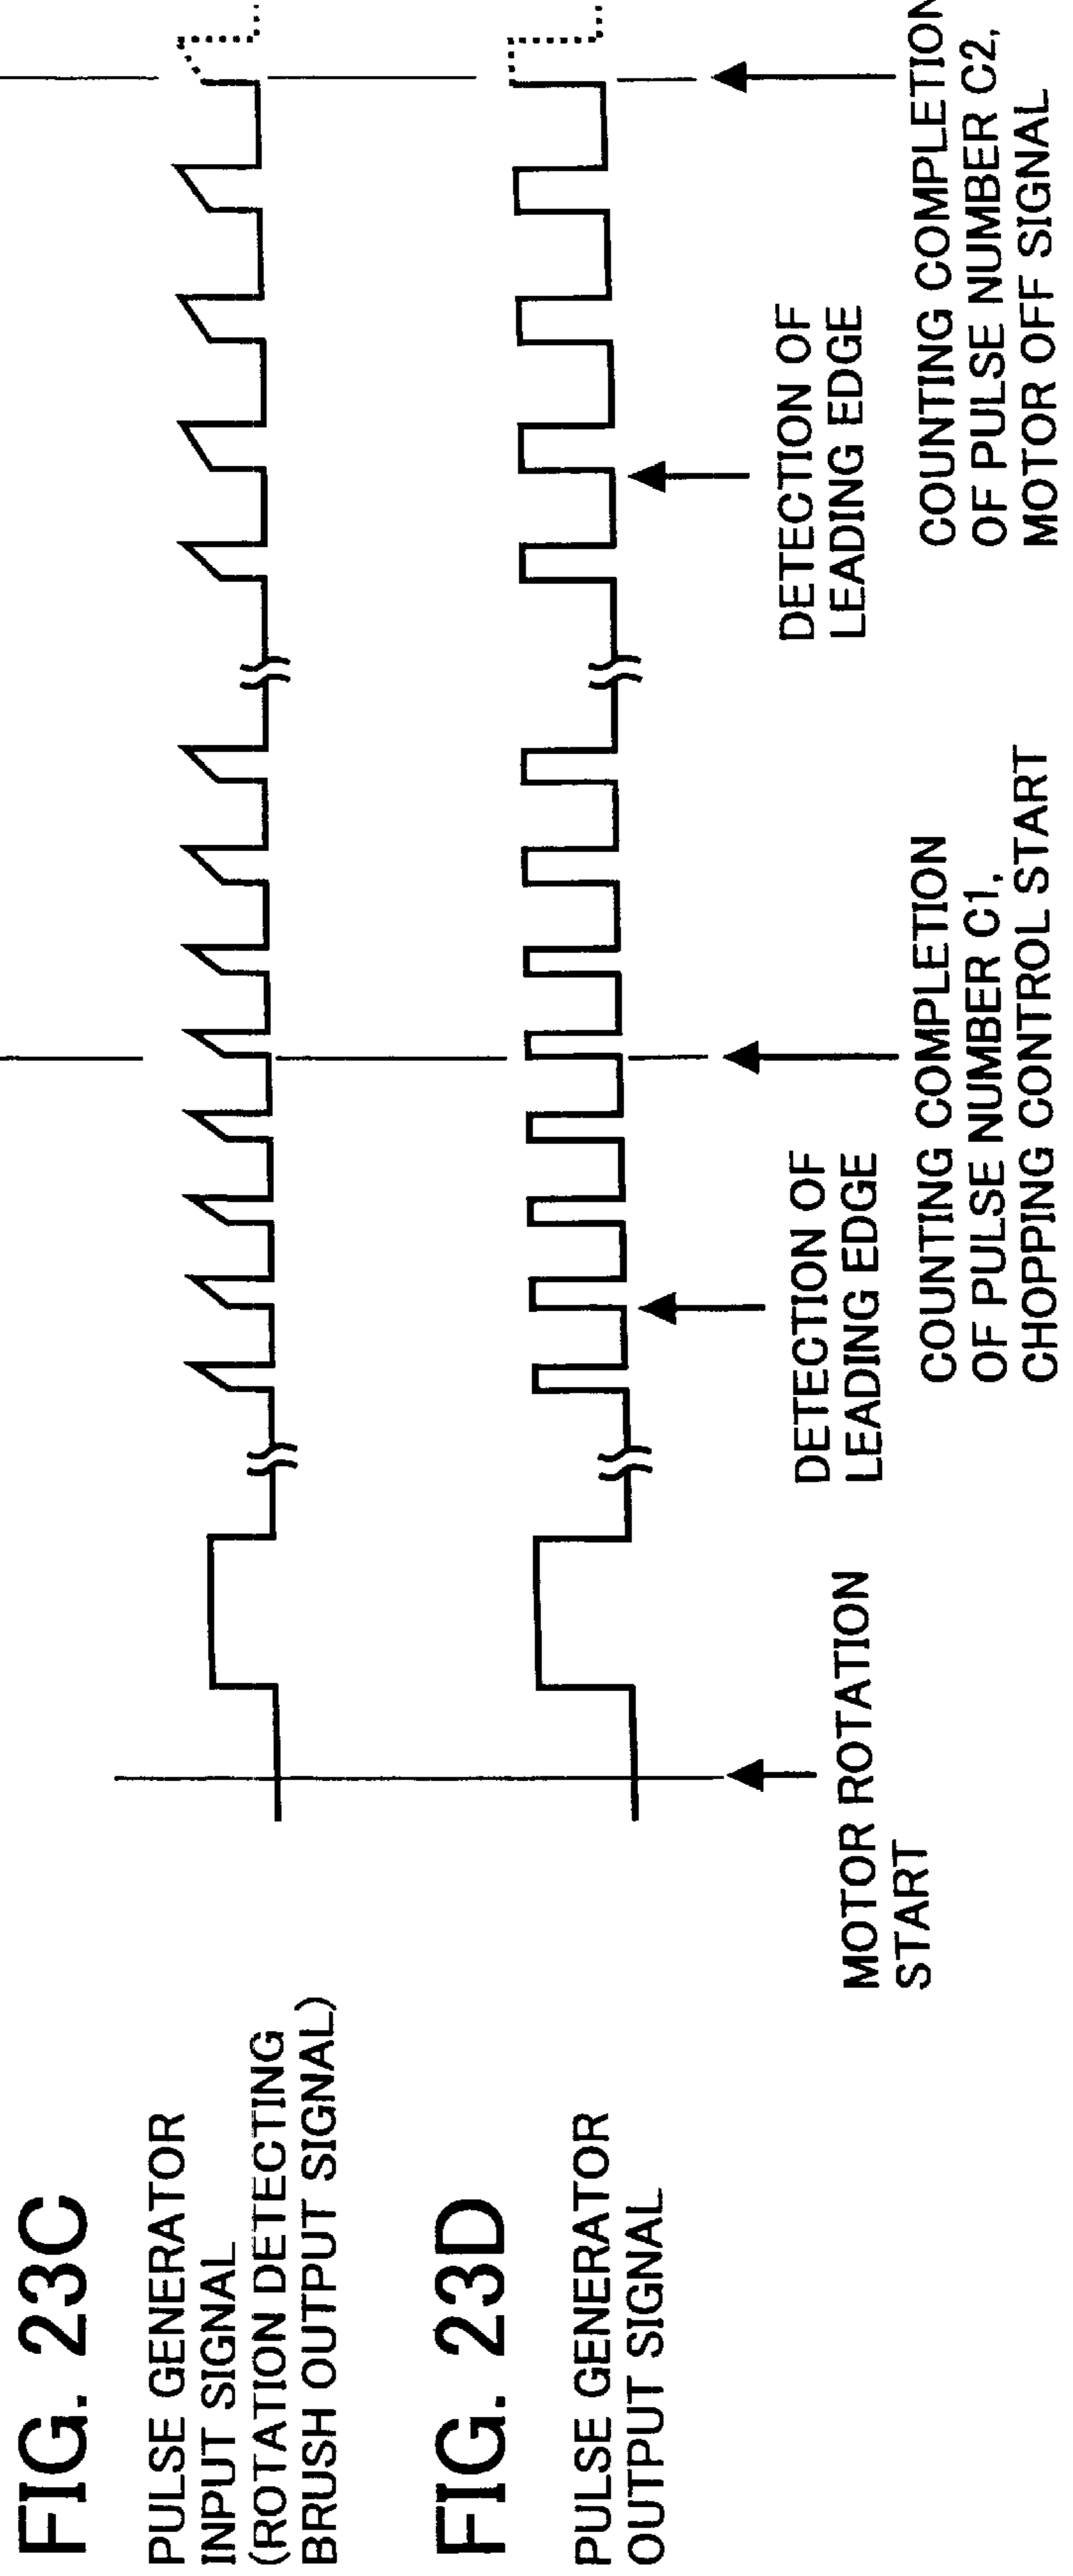 FIG. 23C
PULSE GENERATOR
INPUT SIGNAL
(ROTATION DETECTING
BRUSH OUTPUT SIGNAL)
FIG. 23D
PULSE GENERATOR
OUTPUT SIGNAL
MOTOR ROTATION
START
DETECTION OF
LEADING EDGE
COUNTING COMPLETION
OF PULSE NUMBER C1,
CHOPPING CONTROL START
DETECTION OF
LEADING EDGE
COUNTING COMPLETION
OF PULSE NUMBER C2,
MOTOR OFF SIGNAL